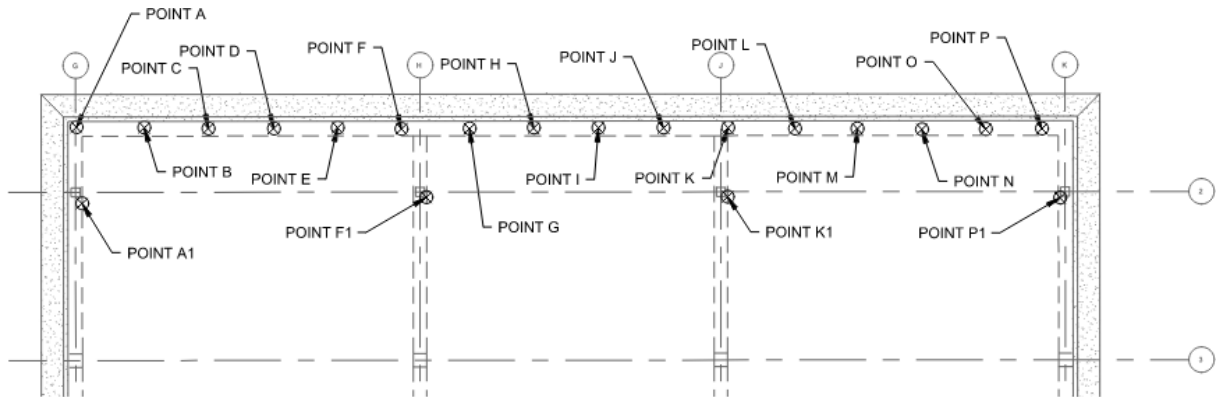 POINT A
POINT P
POINT L
POINT D
POINT F
POINT J
POINT C
POINT H
POINT O
G
H
J
K
POINT B
POINT E
POINT I
POINT K
POINT M
POINT N
2
POINT F1
POINT G
POINT K1
POINT P1
POINT A1
3